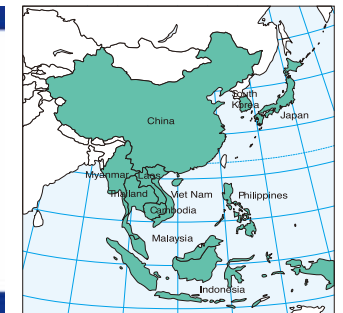 South
Korea
Japan
China
Myanmar
Laos
Thailand
Viet Nam
Philippines
Cambodia
Malaysia
Indonesia